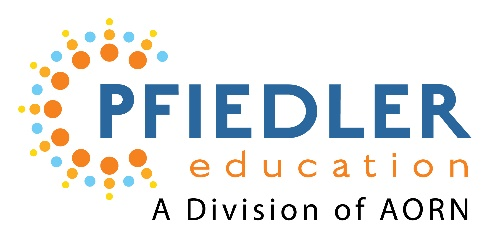 PFIEDLER
education
A Division of AORN